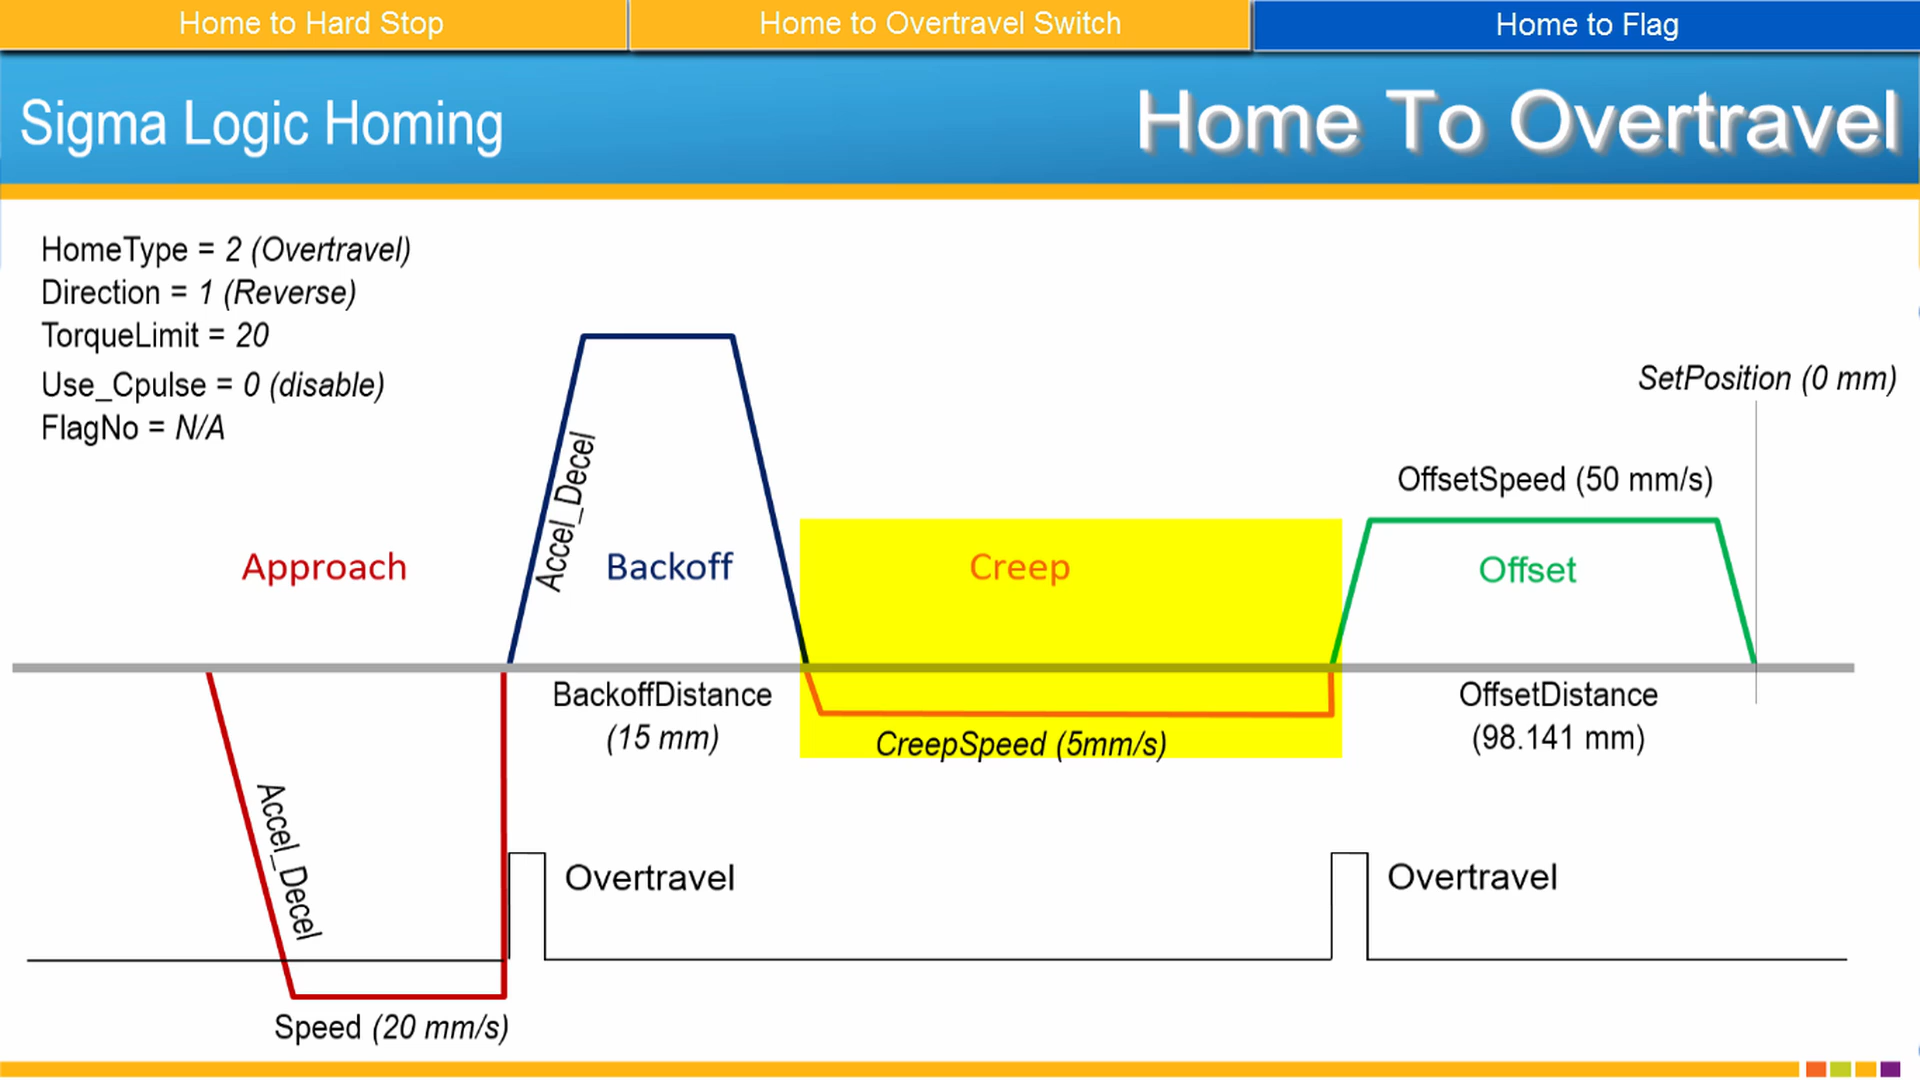 Home to Hard Stop
Home to Overtravel Switch
Home to Flag
Sigma Logic Homing
Home To Overtravel
HomeType = 2 (Overtravel)
Direction = 1 (Reverse)
TorqueLimit = 20
Use_Cpulse = 0 (disable)
FlagNo = N/A
SetPosition (0 mm)
OffsetSpeed (50 mm/s)
Accel_Decel
Approach
Backoff
Creep
Offset
BackoffDistance
(15 mm)
CreepSpeed (5mm/s)
OffsetDistance
(98.141 mm)
Accel_Decel
Overtravel
Overtravel
Speed (20 mm/s)